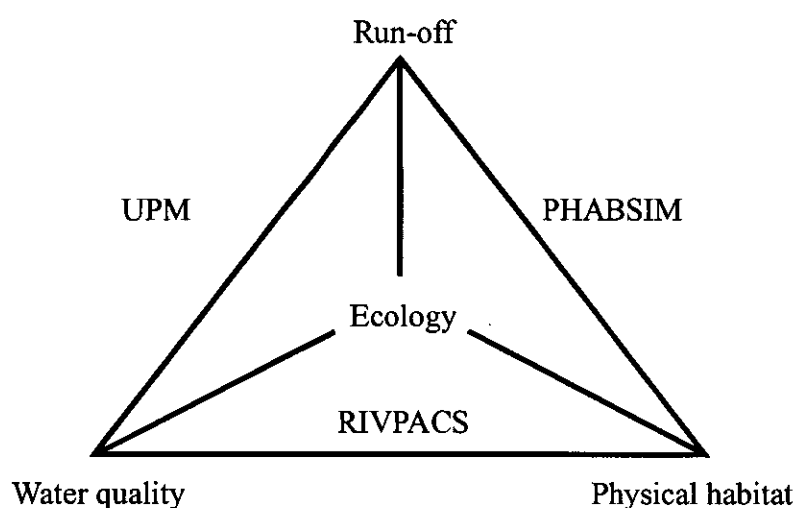 Run-off
UPM
PHABSIM
Ecology
RIVPACS
Water quality
Physical habitat